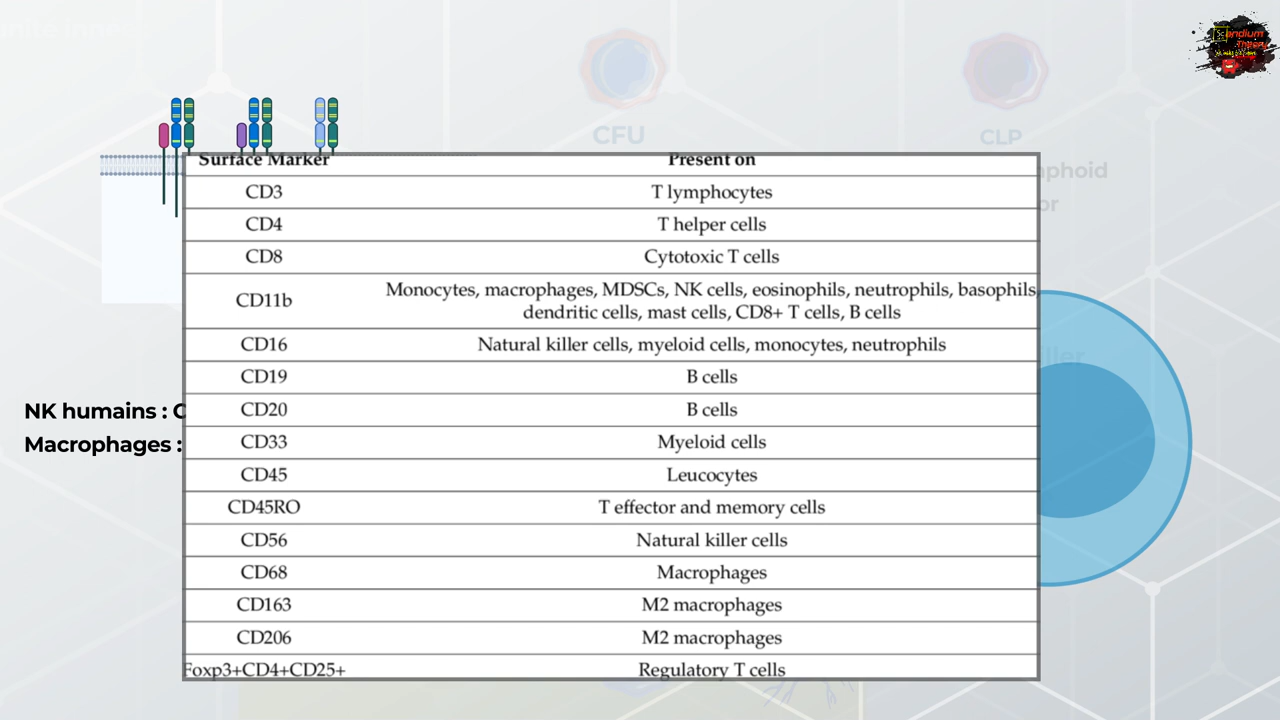 CFU
CLP
Surface Marker Present on
CD3 T lymphocytes
CD4 T helper cells
CD8 Cytotoxic T cells
CD11b Monocytes, macrophages, MDSCs, NK cells, eosinophils, neutrophils, basophils,
dendritic cells, mast cells, CD8+ T cells, B cells
CD16 Natural killer cells, myeloid cells, monocytes, neutrophils
CD19 B cells
CD20 B cells
CD33 Myeloid cells
CD45 Leucocytes
CD45RO T effector and memory cells
CD56 Natural killer cells
CD68 Macrophages
CD163 M2 macrophages
CD206 M2 macrophages
Foxp3+CD4+CD25+ Regulatory T cells
NK humains : C
Macrophages :